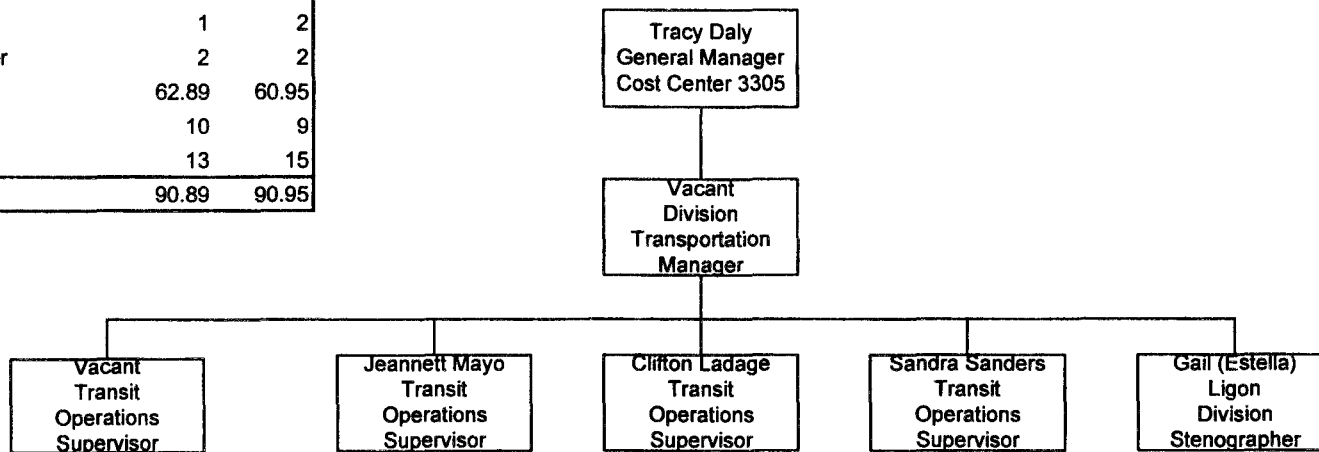 1 2
r 2 2
62.89 60.95
10 9
13 15
90.89 90.95
Tracy Daly
General Manager
Cost Center 3305
Vacant
Division
Transportation
Manager
Vacant
Transit
Operations
Supervisor
Jeannett Mayo
Transit
Operations
Supervisor
Clifton Ladage
Transit
Operations
Supervisor
Sandra Sanders
Transit
Operations
Supervisor
Gail (Estella)
Ligon
Division
Stenographer